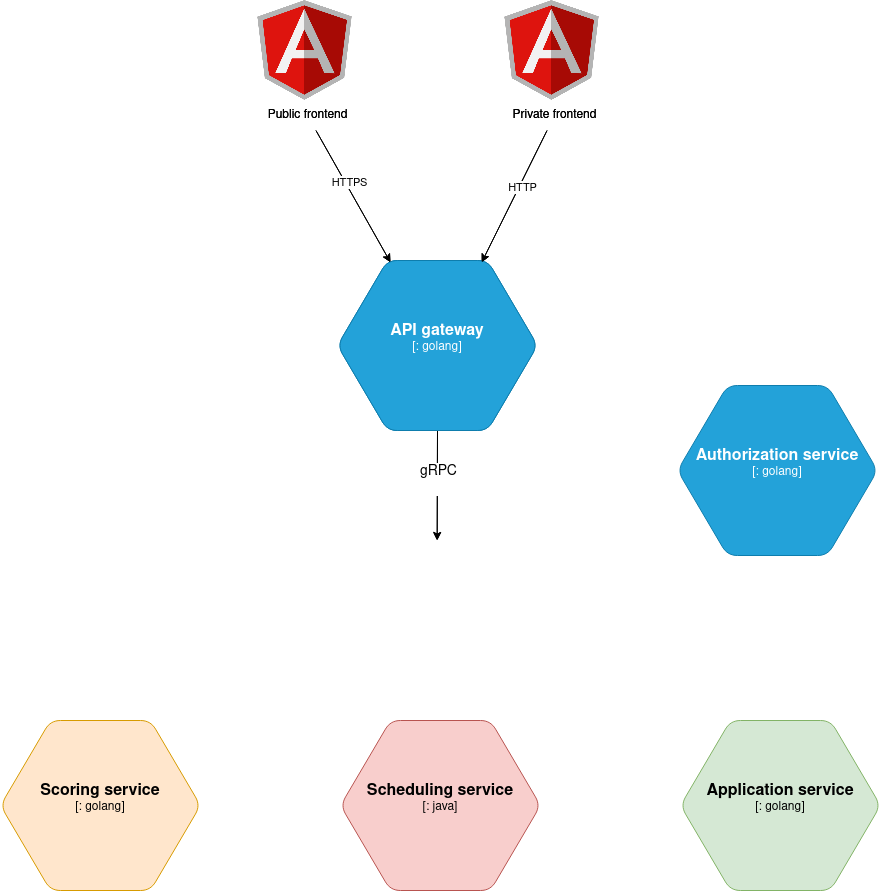 Public frontend
Private frontend
HTTPS
HTTP
API gateway
[: golang]
gRPC
Authorization service
[: golang]
Scoring service
[: golang]
Scheduling service
[: java]
Application service
[: golang]